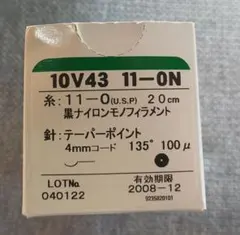 10V43 11-0N
糸:11-0(U.S.P) 20cm
黒ナイロンモノフィラメント
針:テーパーポイント
4mmコード 135° 100μ
LOTNo. 有効期限
040122 2008-12
0235820101